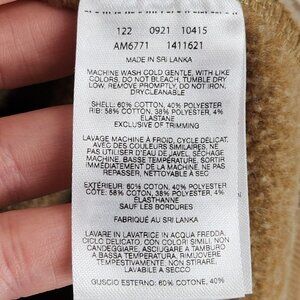 122 0921 10415
AM6771 1411621
MADE IN SRI LANKA
MACHINE WASH COLD GENTLE, WITH LIKE
COLORS, DO NOT BLEACH, TUMBLE DRY
LOW, REMOVE PROMPTLY, DO NOT IRON,
DRYCLEANABLE
SHELL: 60% COTTON, 40% POLYESTER
RIB: 58% COTTON, 38% POLYESTER, 4%
ELASTANE
EXCLUSIVE OF TRIMMING
LAVAGE MACHINE À FROID, CYCLE DELICAT,
AVEC DES COULEURS SIMILAIRES, NE
PAS UTILISER D'EAU DE JAVEL, SÉCHAGE
MACHINE, BASSE TEMPÉRATURE, SORTIR
IMMÉDIATEMENT DE LA MACHINE, NE PAS
REPASSER, NETTOYABLE À SEC
EXTÉRIEUR: 60% COTON, 40% POLYESTER
CÔTE: 58% COTON, 38% POLYESTER, 4%
ÉLASTHANNE
SAUF LES BORDURES
FABRIQUÉ AU SRI LANKA
LAVARE IN LAVATRICE IN ACQUA FREDDA,
CICLO DELICATO, CON COLORI SIMILI, NON
CANDEGGIARE, ASCIUGARE A TAMBURO
A BASSA TEMPERATURA, RIMUOVERE
TEMPESTIVAMENTE, NON STIRARE,
LAVABILE A SECCO
GUSCIO ESTERNO: 60% COTONE, 40%